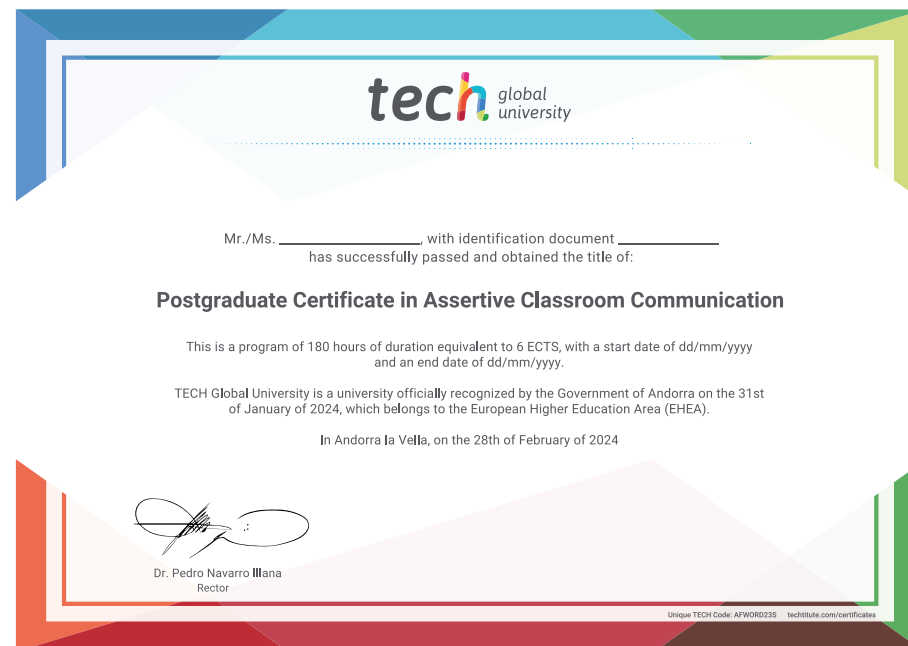 tech global university
Mr./Ms. ____________________, with identification document ______________
has successfully passed and obtained the title of:
Postgraduate Certificate in Assertive Classroom Communication
This is a program of 180 hours of duration equivalent to 6 ECTS, with a start date of dd/mm/yyyy
and an end date of dd/mm/yyyy.
TECH Global University is a university officially recognized by the Government of Andorra on the 31st
of January of 2024, which belongs to the European Higher Education Area (EHEA).
In Andorra la Vella, on the 28th of February of 2024
Dr. Pedro Navarro Illana
Rector
Unique TECH Code: AFWORD23S techtitute.com/certificates